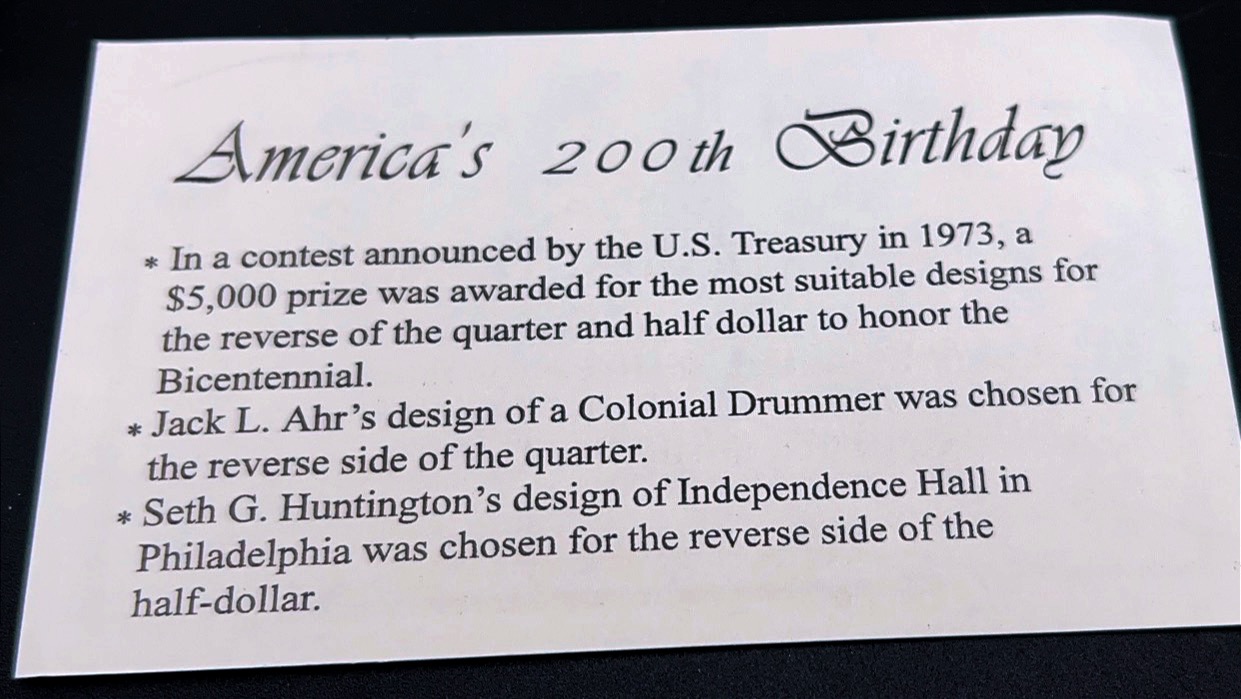 America's 200th Birthday
* In a contest announced by the U.S. Treasury in 1973, a
$5,000 prize was awarded for the most suitable designs for
the reverse of the quarter and half dollar to honor the
Bicentennial.
* Jack L. Ahr’s design of a Colonial Drummer was chosen for
the reverse side of the quarter.
* Seth G. Huntington’s design of Independence Hall in
Philadelphia was chosen for the reverse side of the
half-dollar.